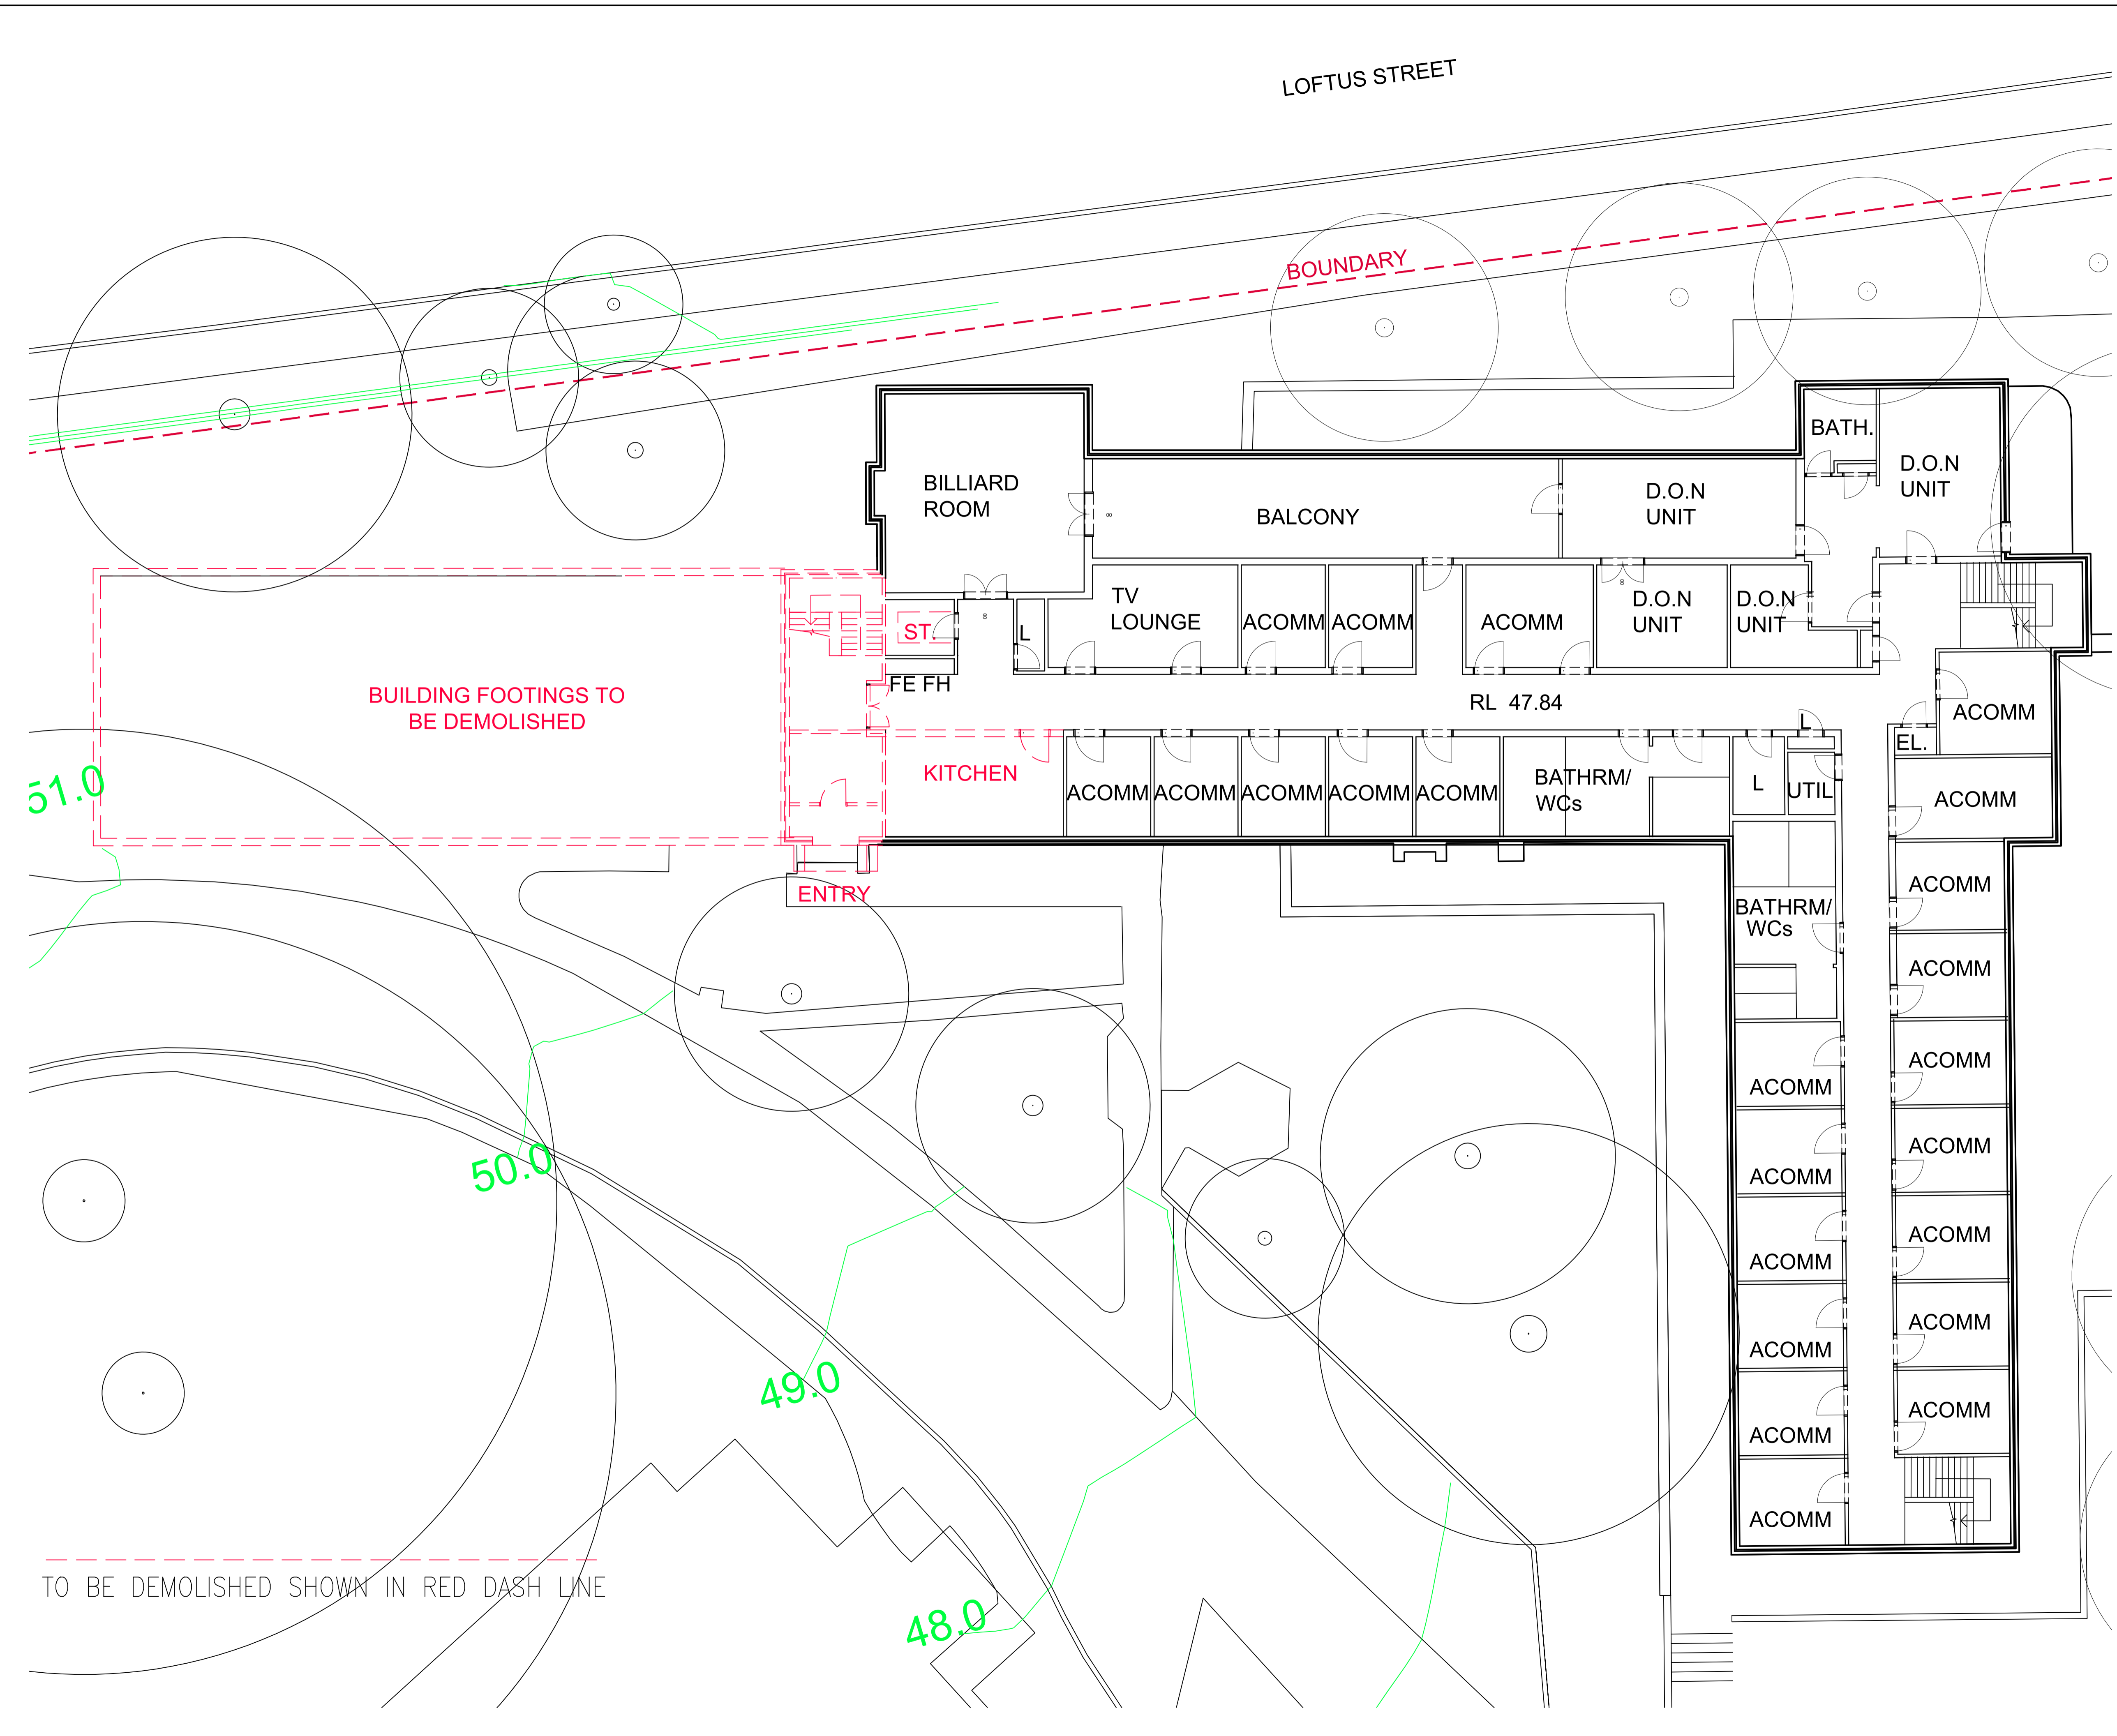 LOFTUS STREET
BOUNDARY
BATH.
D.O.N
UNIT
BILLIARD
ROOM
BALCONY
D.O.N
UNIT
TV
LOUNGE
ACOMM
ACOMM
ACOMM
D.O.N
UNIT
D.O.N
UNIT
ST.
L
FE FH
BUILDING FOOTINGS TO
BE DEMOLISHED
RL 47.84
ACOMM
L
EL.
KITCHEN
ACOMM
ACOMM
ACOMM
ACOMM
ACOMM
BATHRM/
WCs
L
UTIL
ACOMM
51.0
ENTRY
BATHRM/
WCs
ACOMM
ACOMM
ACOMM
ACOMM
ACOMM
ACOMM
ACOMM
ACOMM
ACOMM
ACOMM
ACOMM
ACOMM
ACOMM
50.0
49.0
48.0
TO BE DEMOLISHED SHOWN IN RED DASH LINE